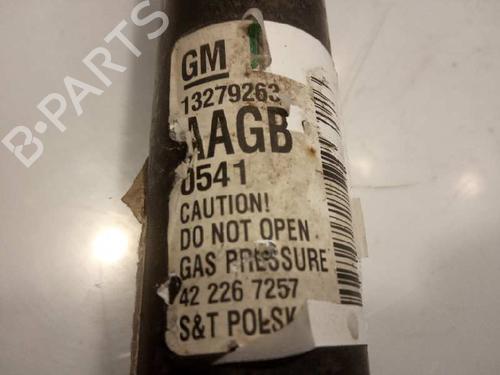 B-PARTS
GM
13279263
AAGB
0541
CAUTION!
DO NOT OPEN
GAS PRESSURE
42 226 7257
S&T POLSK